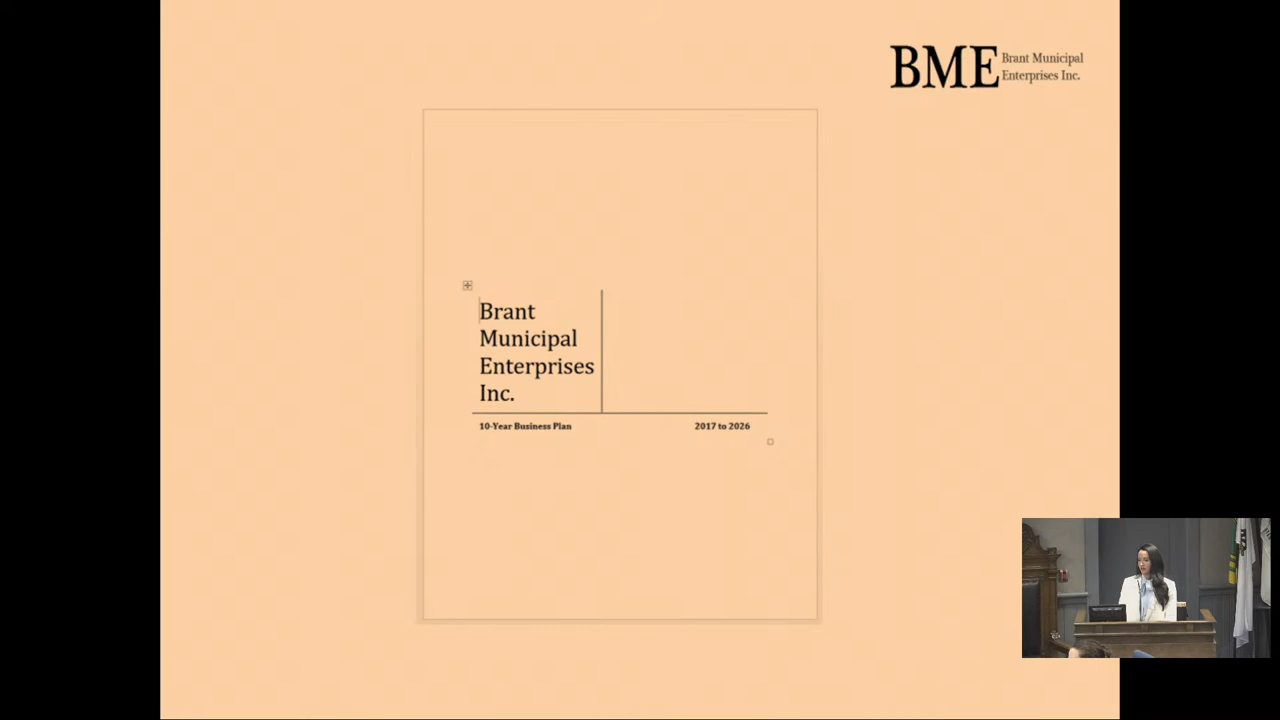 BME
Brant Municipal
Enterprises Inc.
Brant
Municipal
Enterprises
Inc.
10-Year Business Plan 2017 to 2026